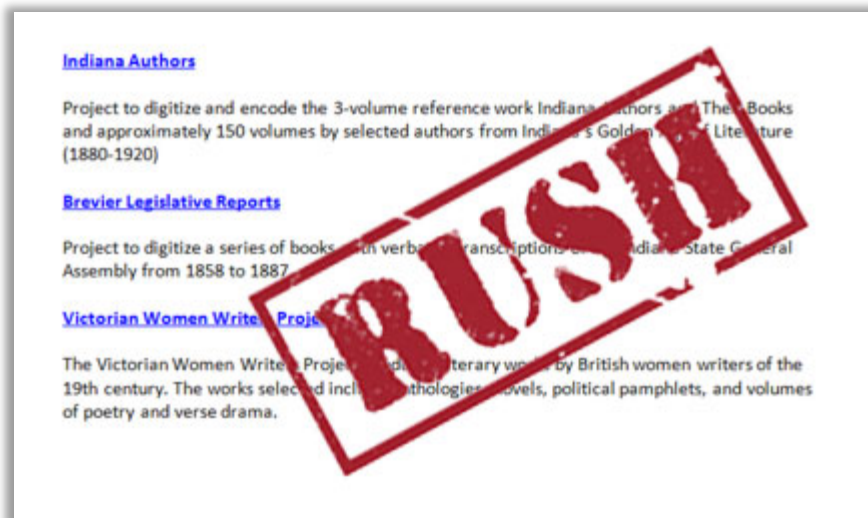 Indiana Authors
Project to digitize and encode the 3-volume reference work Indiana Authors and Their Books
and approximately 150 volumes by selected authors from Indiana's Golden of Literature
(1880-1920)
Brevier Legislative Reports
Project to digitize a series of books with verbatim transcriptions Indiana State General
Assembly from 1858 to 1887
Victorian Women Writers Project
The Victorian Women Writers Project literary works by British women writers of the
19th century. The works selected include anthologies, novels, political pamphlets, and volumes
of poetry and verse drama.
RUSH